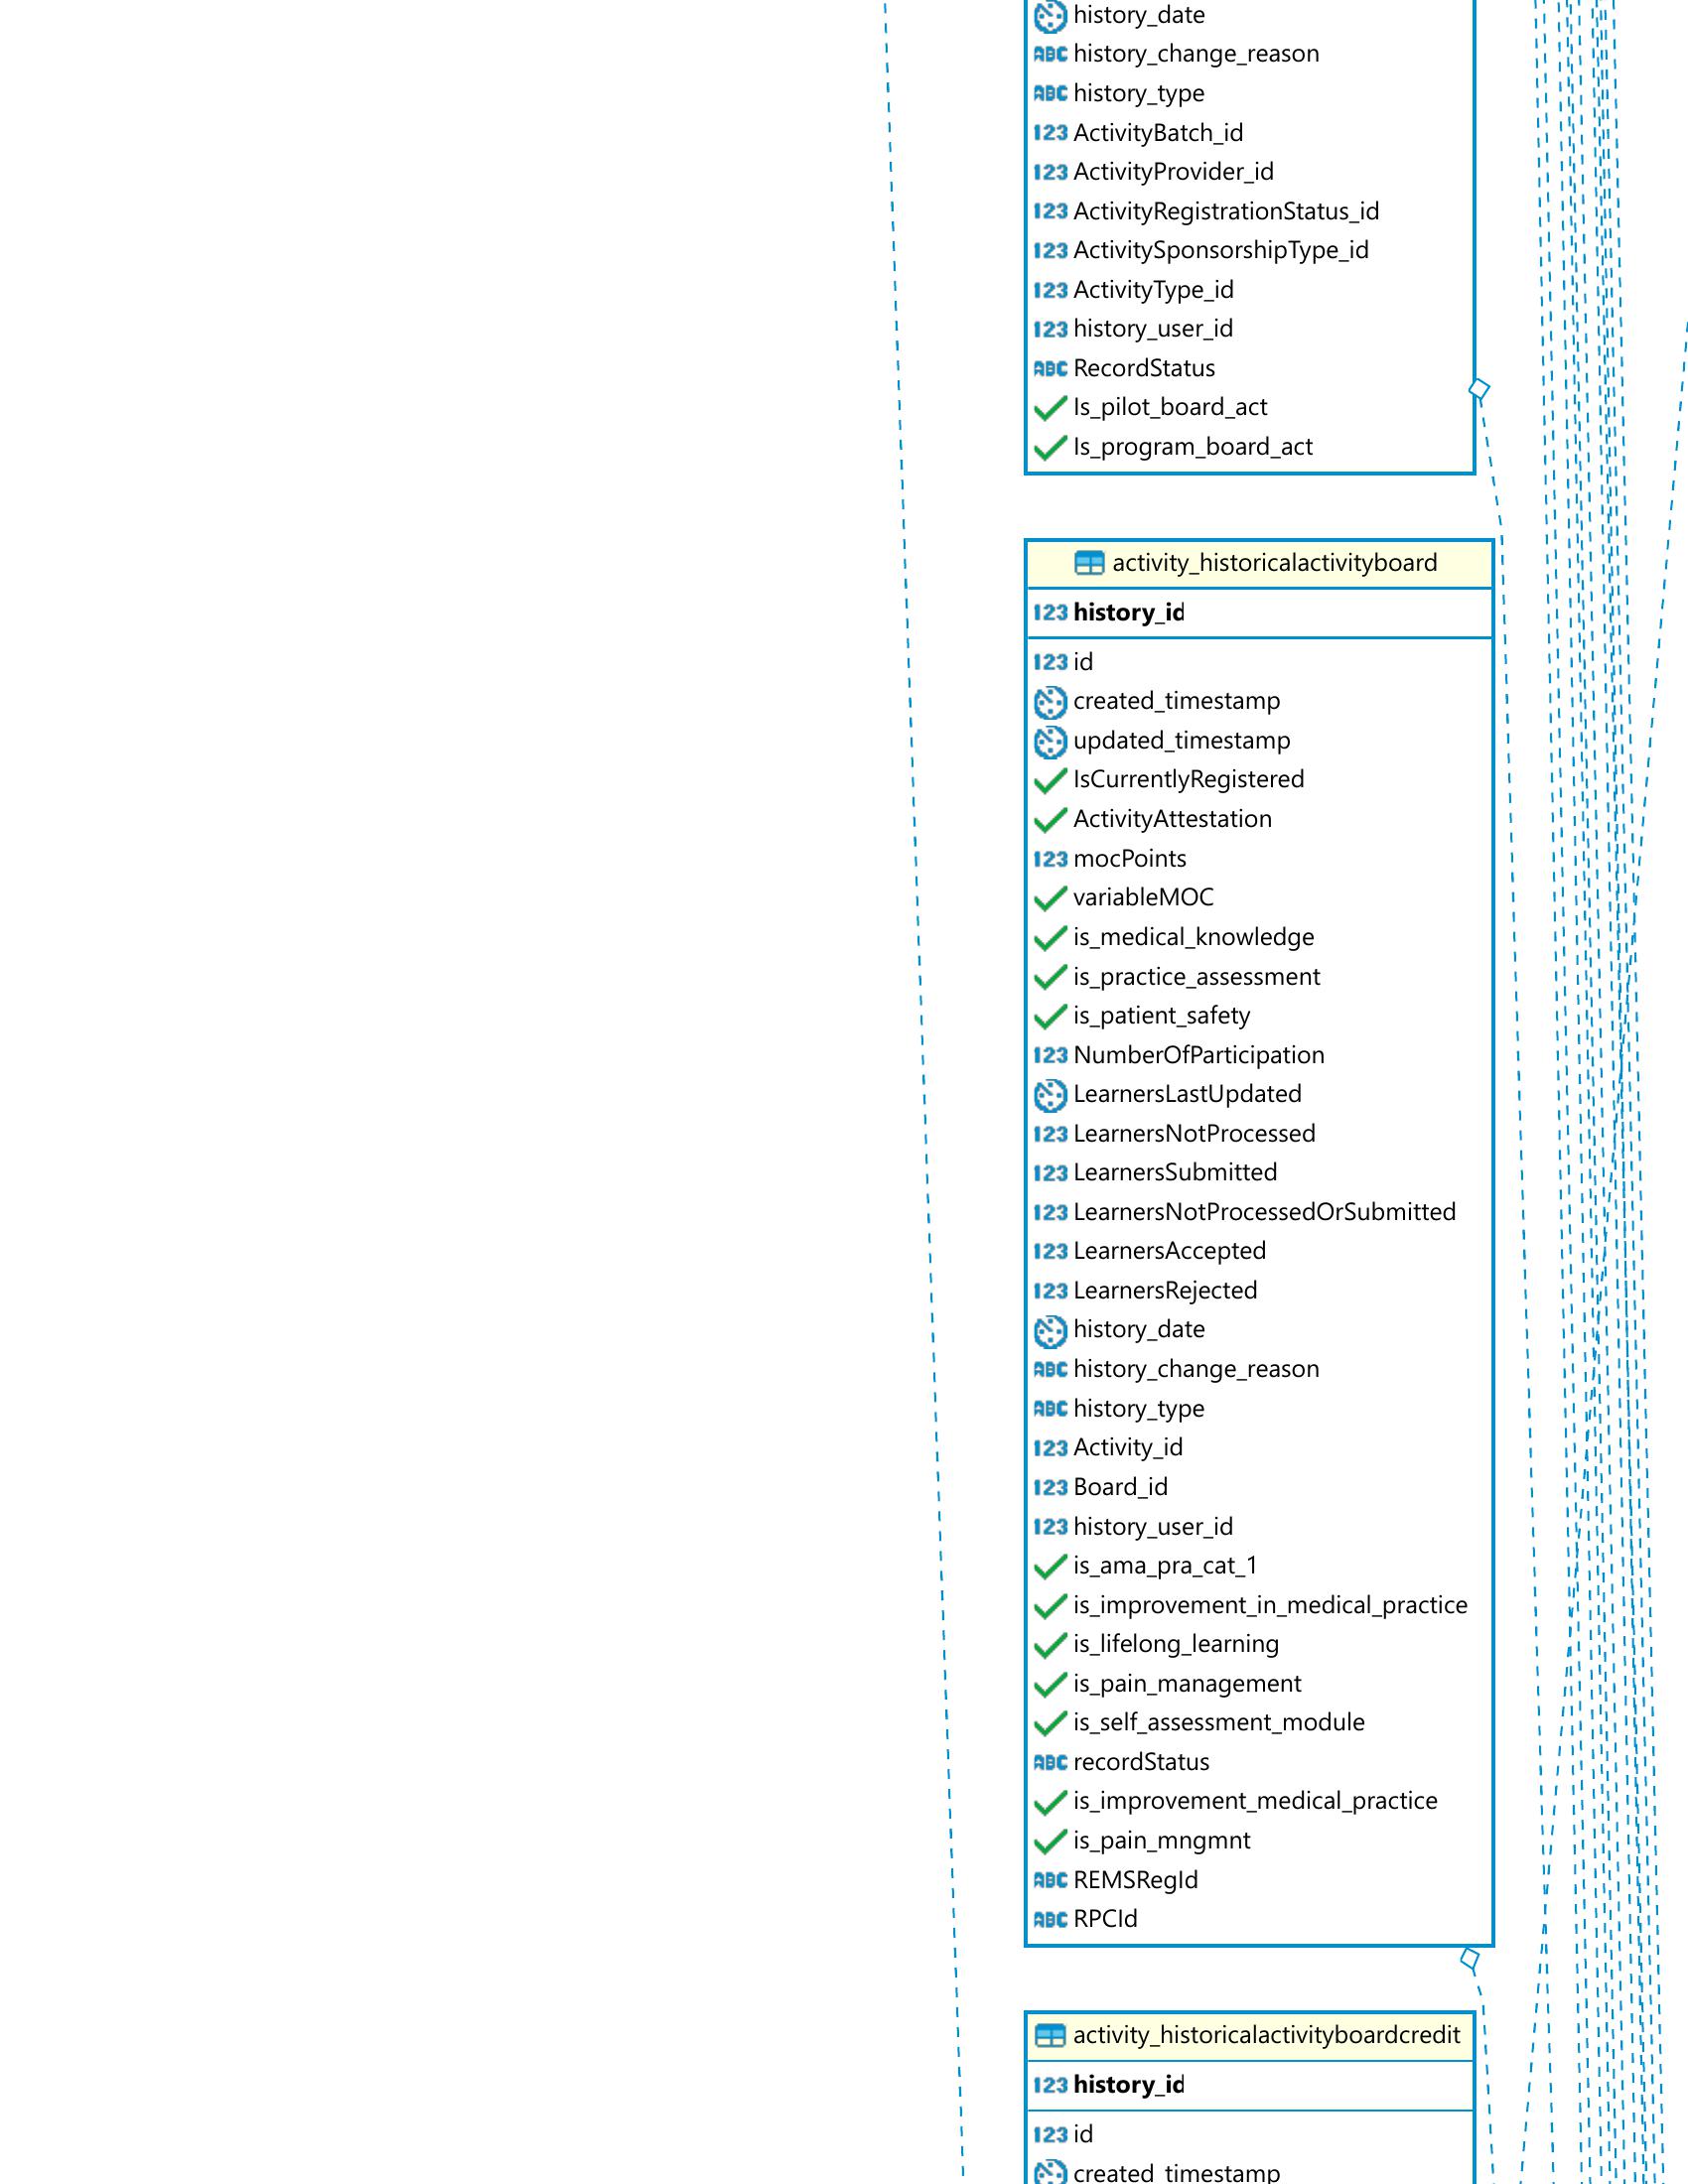 history_date
ABC history_change_reason
ABC history_type
123 ActivityBatch_id
123 ActivityProvider_id
123 ActivityRegistrationStatus_id
123 ActivitySponsorshipType_id
123 ActivityType_id
123 history_user_id
ABC RecordStatus
Is_pilot_board_act
Is_program_board_act
activity_historicalactivityboard
123 history_id
123 id
created_timestamp
updated_timestamp
IsCurrentlyRegistered
ActivityAttestation
123 mocPoints
variableMOC
is_medical_knowledge
is_practice_assessment
is_patient_safety
123 NumberOfParticipation
LearnersLastUpdated
123 LearnersNotProcessed
123 LearnersSubmitted
123 LearnersNotProcessedOrSubmitted
123 LearnersAccepted
123 LearnersRejected
history_date
ABC history_change_reason
ABC history_type
123 Activity_id
123 Board_id
123 history_user_id
is_ama_pra_cat_1
is_improvement_in_medical_practice
is_lifelong_learning
is_pain_management
is_self_assessment_module
ABC recordStatus
is_improvement_medical_practice
is_pain_mngmnt
ABC REMSRegId
ABC RPCId
activity_historicalactivityboardcredit
123 history_id
123 id
created_timestamp